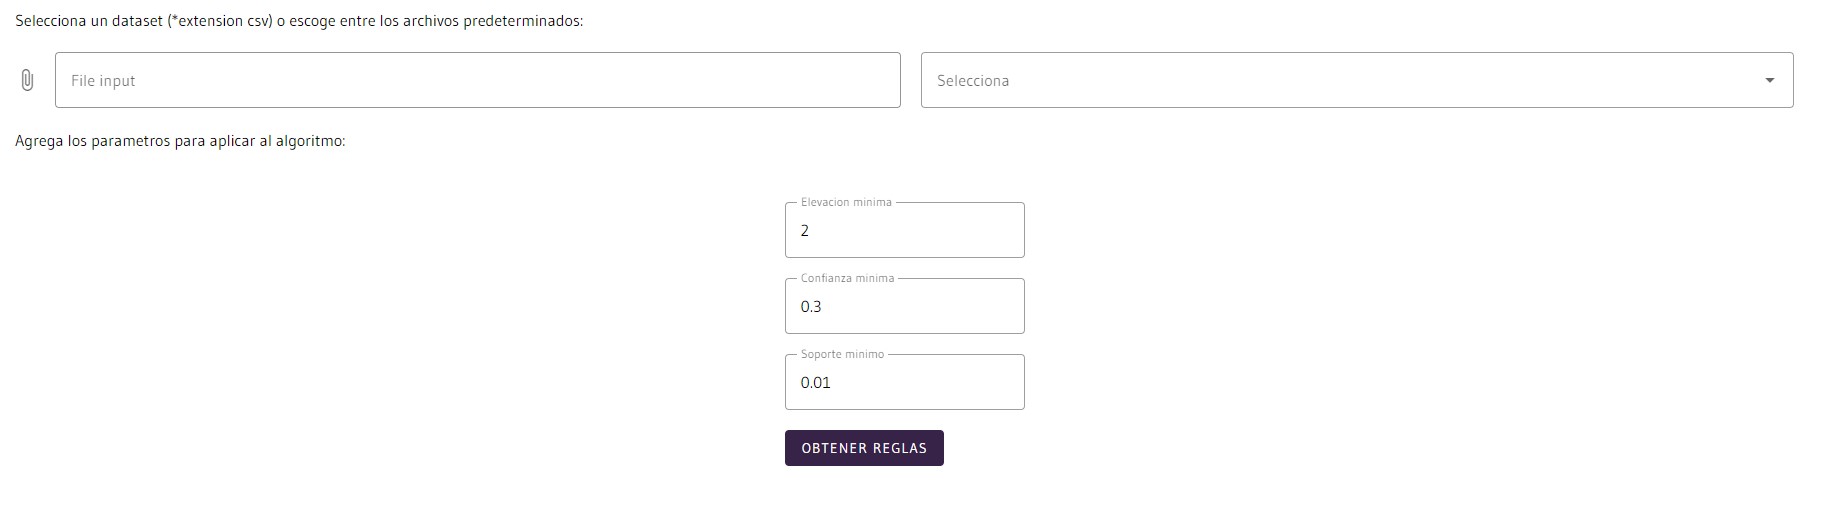 Selecciona un dataset (*extension csv) o escoge entre los archivos predeterminados:
File input
Selecciona
Agrega los parametros para aplicar al algoritmo:
Elevacion minima
2
Confianza minima
0.3
Soporte minimo
0.01
OBTENER REGLAS